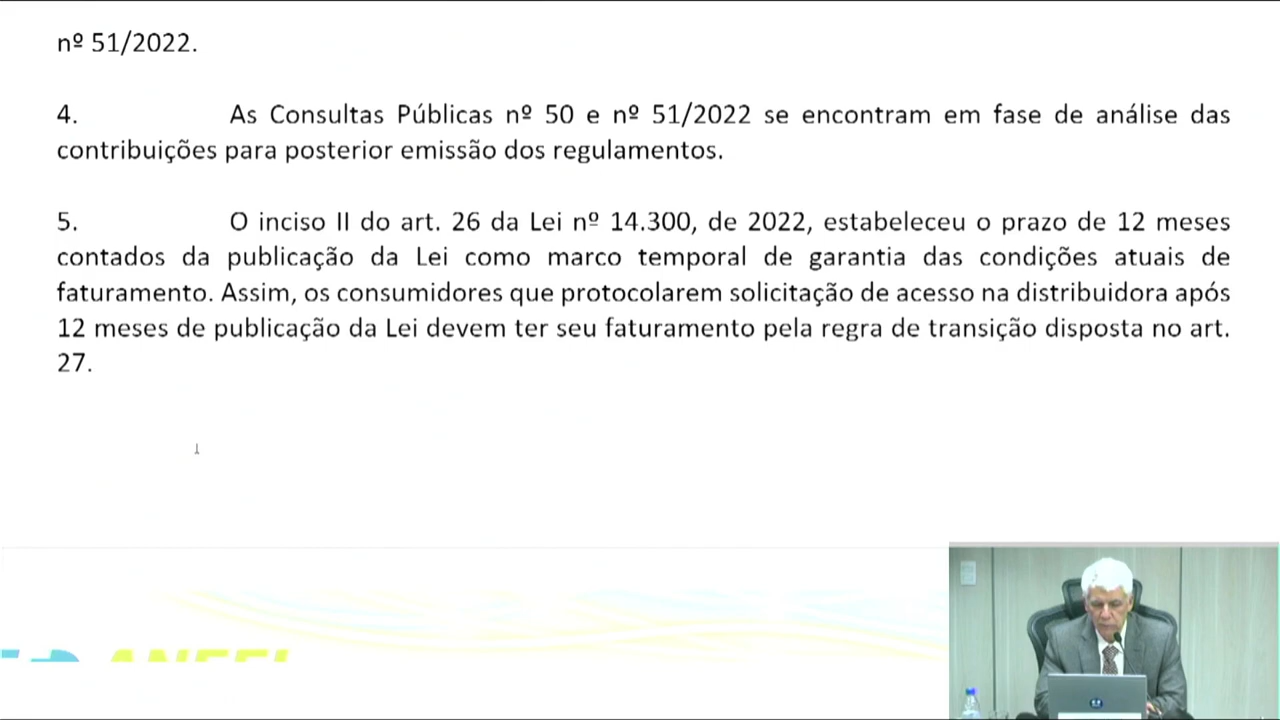 nº 51/2022.
4. As Consultas Públicas nº 50 e nº 51/2022 se encontram em fase de análise das
contribuições para posterior emissão dos regulamentos.
5. O inciso II do art. 26 da Lei nº 14.300, de 2022, estabeleceu o prazo de 12 meses
contados da publicação da Lei como marco temporal de garantia das condições atuais de
faturamento. Assim, os consumidores que protocolarem solicitação de acesso na distribuidora após
12 meses de publicação da Lei devem ter seu faturamento pela regra de transição disposta no art.
27.
ANEEL